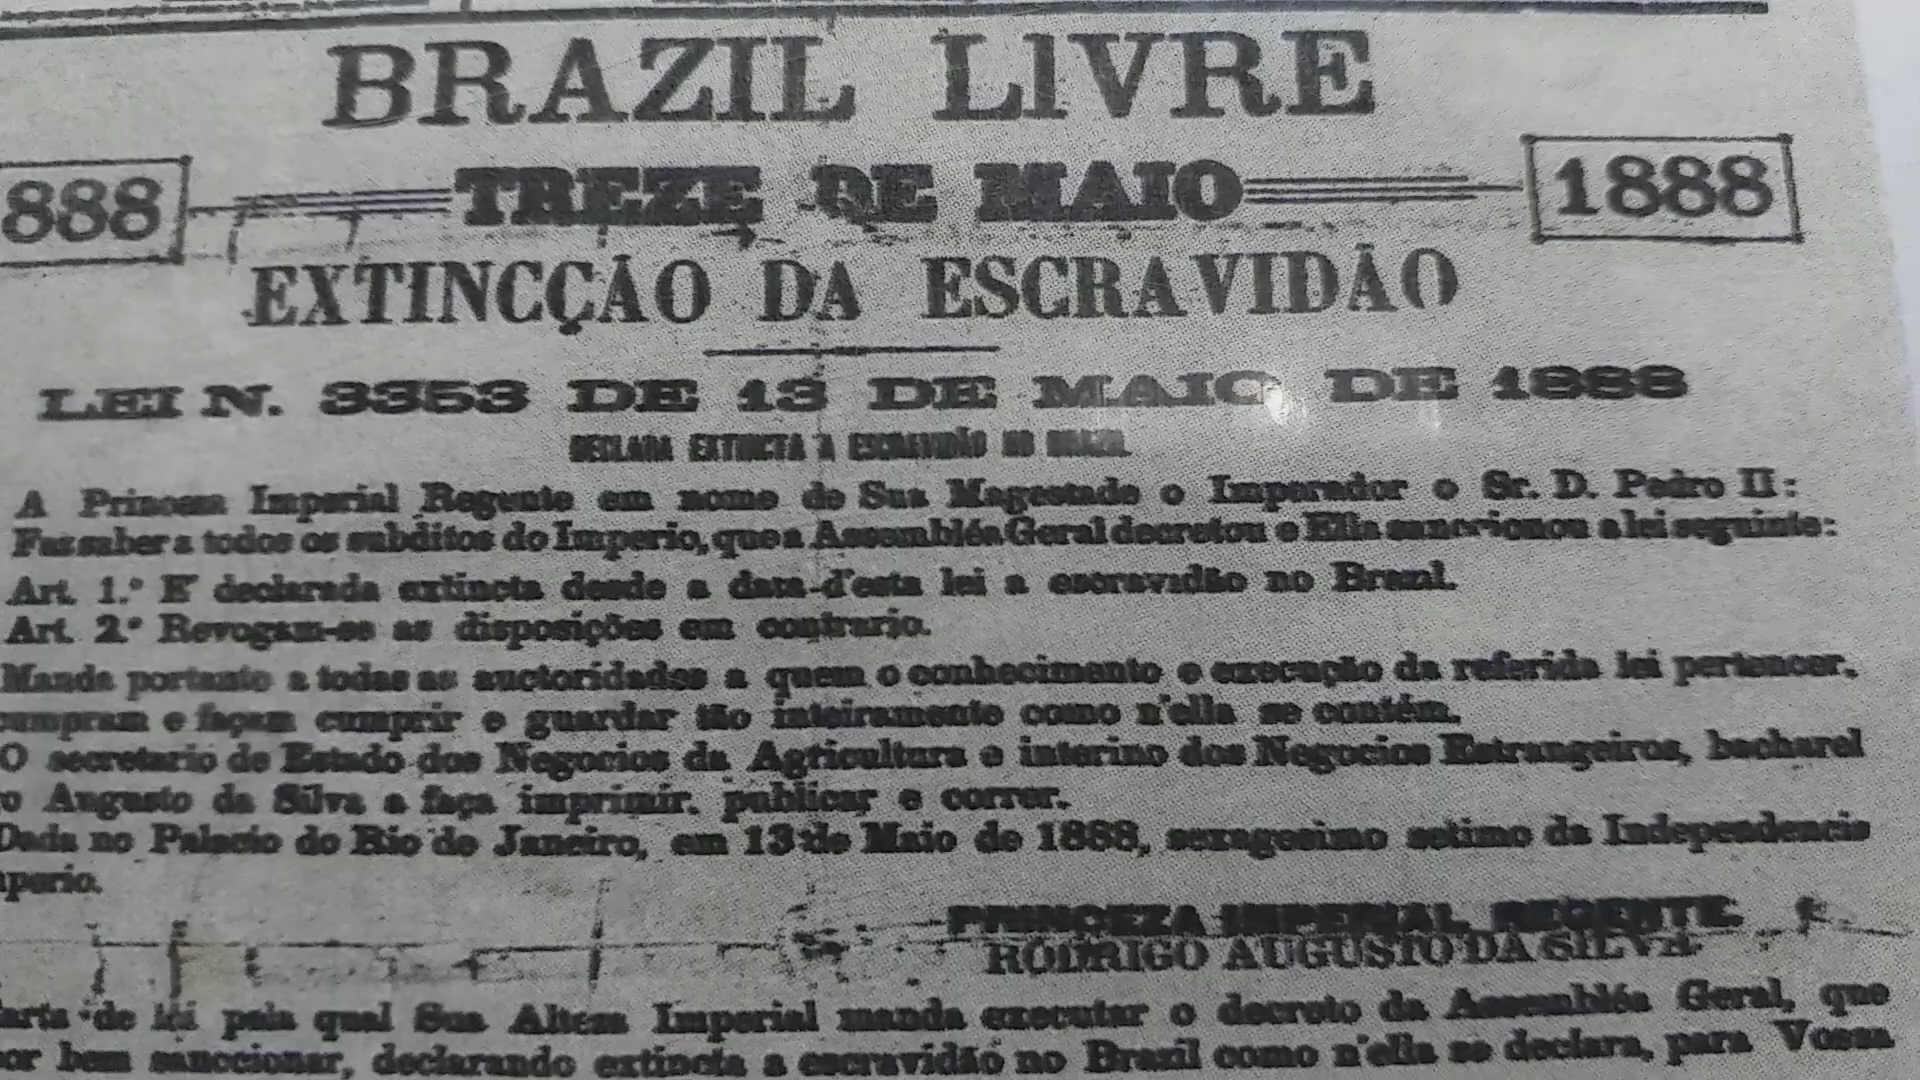 BRAZIL LIVRE
888 TREZE DE MAIO 1888
EXTINCÇÃO DA ESCRAVIDÃO
LEI N. 3353 DE 13 DE MAIO DE 1888
DECLARA EXTINCTA A ESCRAVIDÃO NO BRAZIL
A Princesa Imperial Regente em nome de Sua Magestade o Imperador o Sr. D. Pedro II:
Faz saber a todos os subditos do Imperio, que a Assembléa Geral decretou e Ella sanccionou a lei seguinte:
Art. 1.º E' declarada extincta desde a data d'esta lei a escravidão no Brazil.
Art. 2.º Revogam-se as disposições em contrario.
Manda portanto a todas as auctoridades a quem o conhecimento e execução da referida lei pertencer,
cumpram e façam cumprir e guardar tão inteiramente como n'ella se contém.
O secretario de Estado dos Negocios da Agricultura e interino dos Negocios Estrangeiros, bacharel
o Augusto da Silva a faça imprimir, publicar e correr.
Dada no Palacio do Rio de Janeiro, em 13 de Maio de 1888, sexagesimo setimo da Independencia
perio.
PRINCEZA IMPERIAL REGENTE
RODRIGO AUGUSTO DA SILVA
arta de lei pela qual Sua Alteza Imperial manda executar o decreto da Assembléa Geral, que
or bem sanccionar, declarando extincta a escravidão no Brazil como n'ella se declara, para Vossa